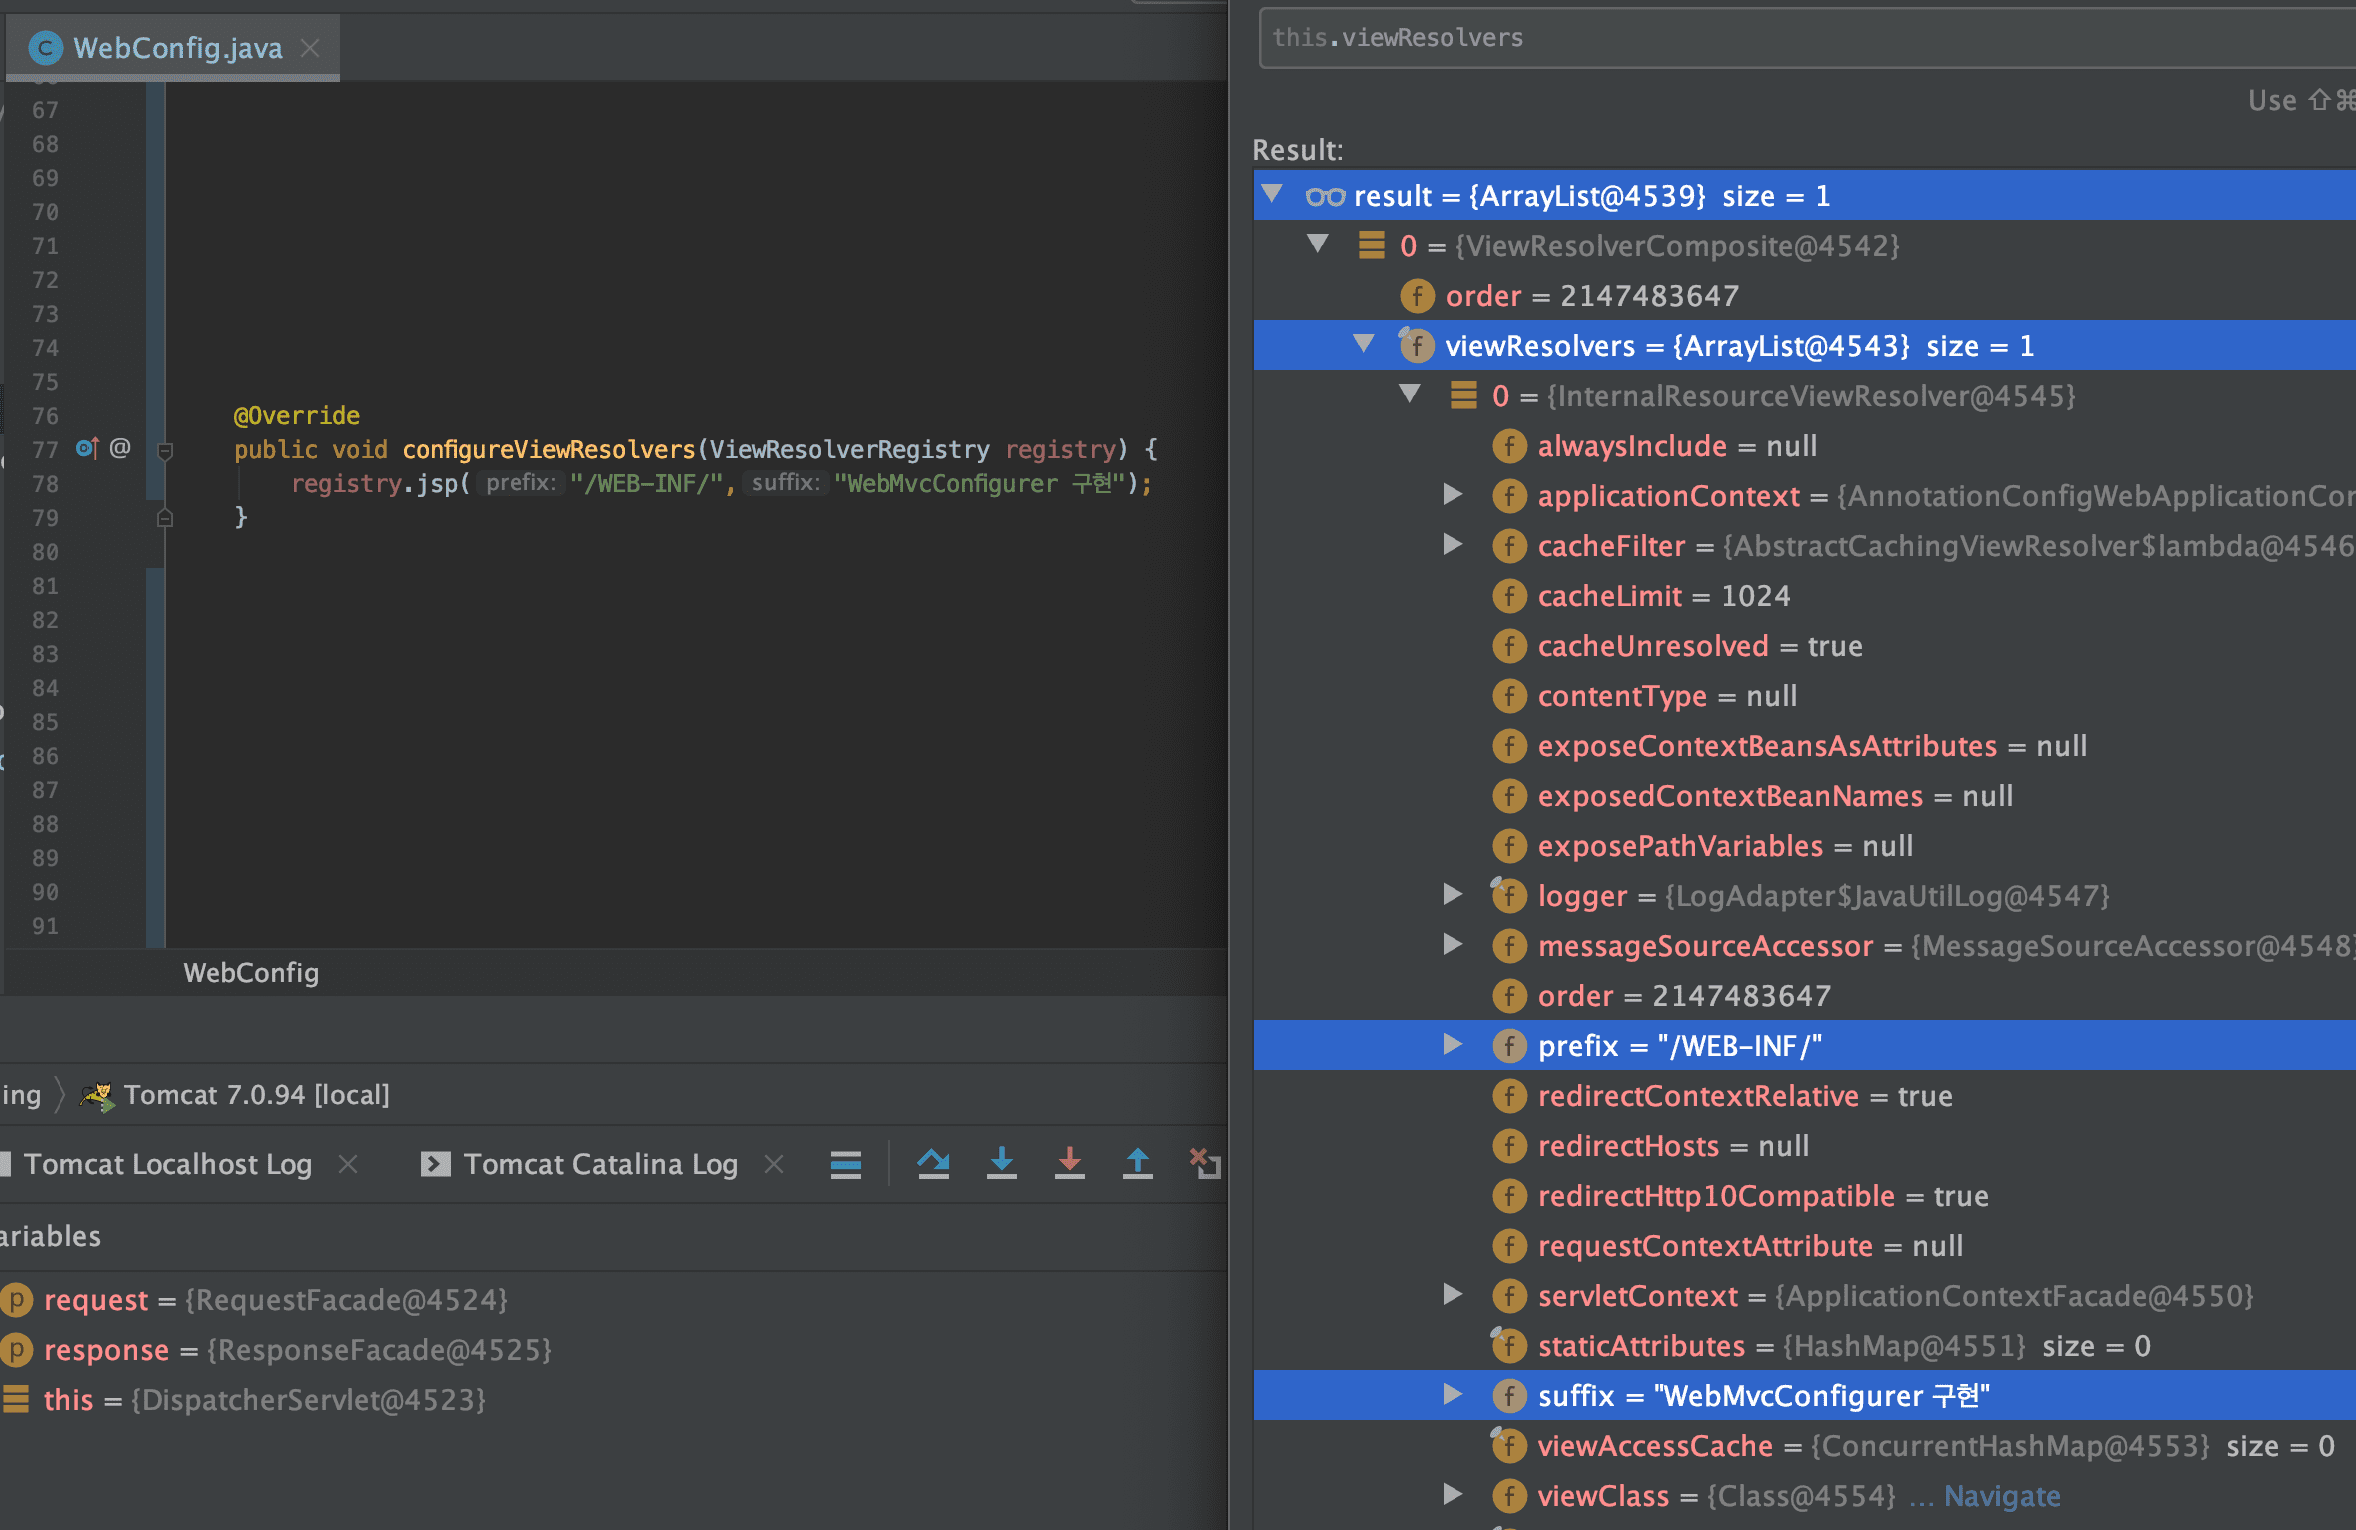 WebConfig.java
67
68
69
70
71
72
73
74
75
76 @Override
77 @ public void configureViewResolvers(ViewResolverRegistry registry) {
78 registry.jsp( prefix: "/WEB-INF/", suffix: "WebMvcConfigurer 구현");
79 }
80
81
82
83
84
85
86
87
88
89
90
91
WebConfig
ing Tomcat 7.0.94 [local]
Tomcat Localhost Log Tomcat Catalina Log
ariables
request = {RequestFacade@4524}
response = {ResponseFacade@4525}
this = {DispatcherServlet@4523}
this.viewResolvers
Use ⇧⌘
Result:
result = {ArrayList@4539} size = 1
0 = {ViewResolverComposite@4542}
order = 2147483647
viewResolvers = {ArrayList@4543} size = 1
0 = {InternalResourceViewResolver@4545}
alwaysInclude = null
applicationContext = {AnnotationConfigWebApplicationCon
cacheFilter = {AbstractCachingViewResolver$lambda@4546
cacheLimit = 1024
cacheUnresolved = true
contentType = null
exposeContextBeansAsAttributes = null
exposedContextBeanNames = null
exposePathVariables = null
logger = {LogAdapter$JavaUtilLog@4547}
messageSourceAccessor = {MessageSourceAccessor@4548}
order = 2147483647
prefix = "/WEB-INF/"
redirectContextRelative = true
redirectHosts = null
redirectHttp10Compatible = true
requestContextAttribute = null
servletContext = {ApplicationContextFacade@4550}
staticAttributes = {HashMap@4551} size = 0
suffix = "WebMvcConfigurer 구현"
viewAccessCache = {ConcurrentHashMap@4553} size = 0
viewClass = {Class@4554} ... Navigate